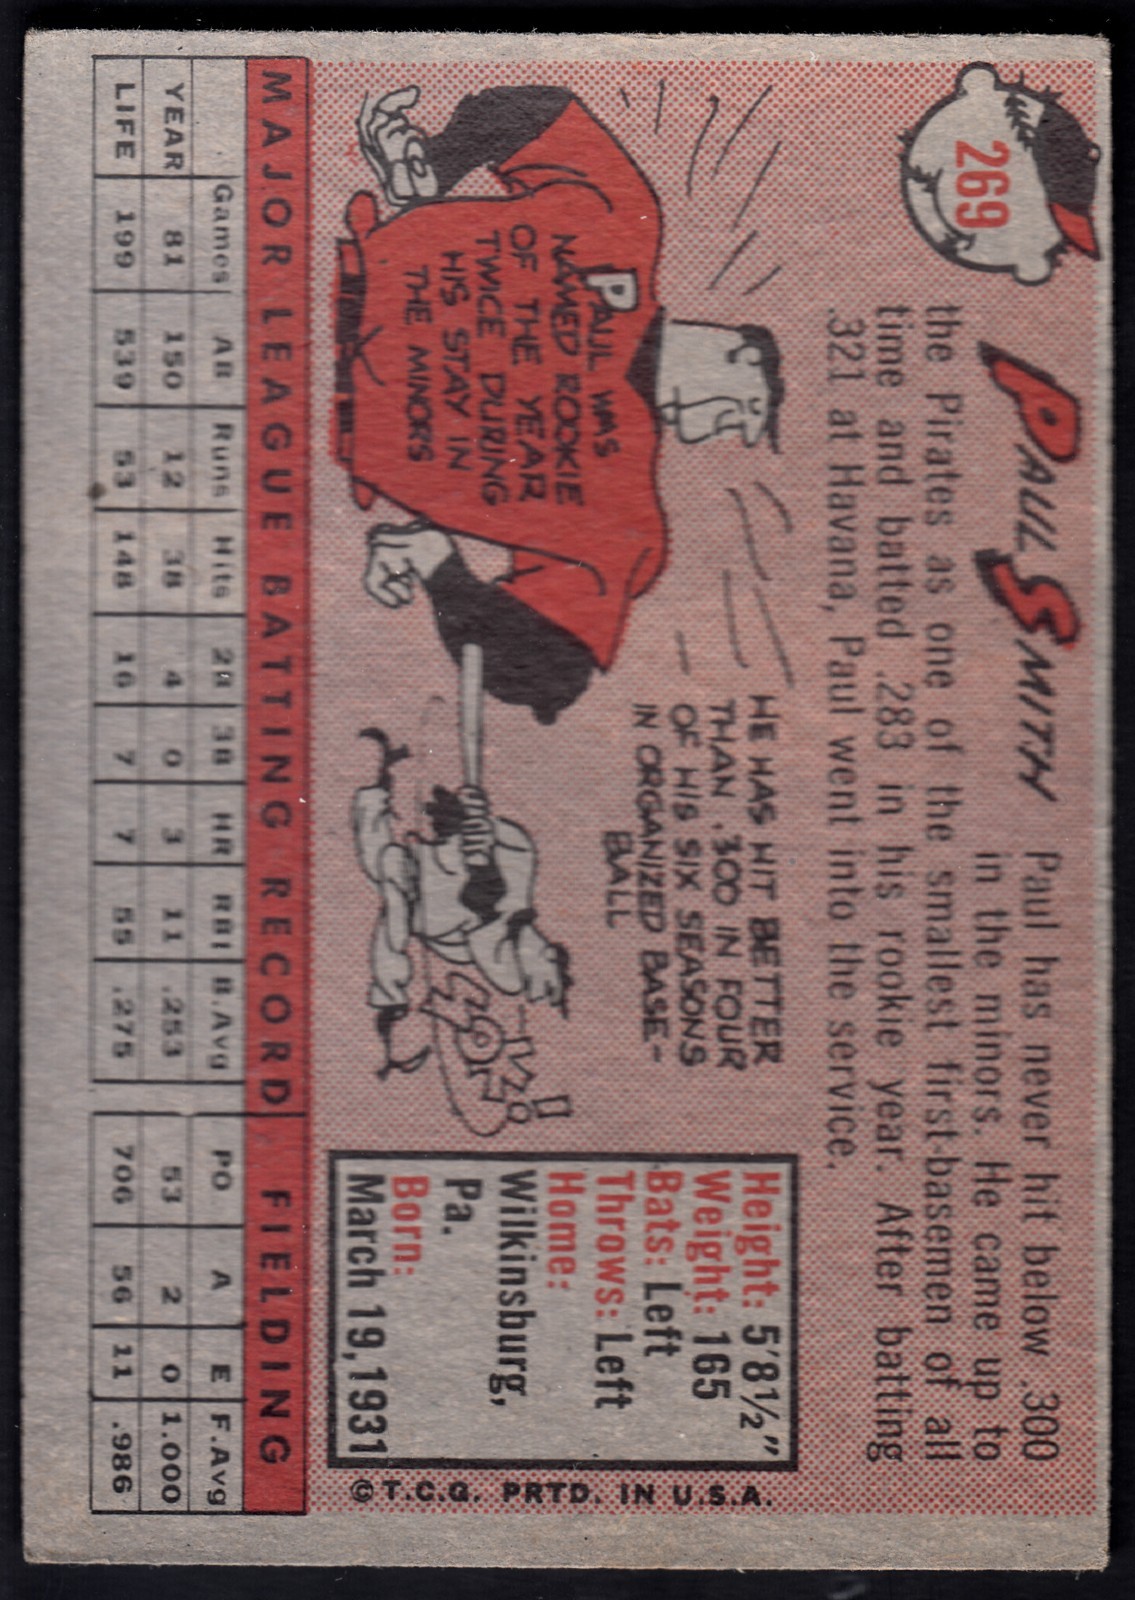 269
PAUL SMITH
Paul has never hit below .300
in the minors. He came up to
the Pirates as one of the smallest first-basemen of all
time and batted .283 in his rookie year. After batting
.321 at Havana, Paul went into the service.
P
PAUL WAS
NAMED ROOKIE
OF THE YEAR
TWICE DURING
HIS STAY IN
THE MINORS
HE HAS HIT BETTER
THAN .300 IN FOUR
OF HIS SIX SEASONS
IN ORGANIZED BASE-
BALL
Height: 5'8½"
Weight: 165
Bats: Left
Throws: Left
Home:
Wilkinsburg,
Pa.
Born:
March 19, 1931
© T.C.G. PRTD. IN U.S.A.
MAJOR LEAGUE BATTING RECORD FIELDING
Games AB Runs Hits 2B 3B HR RBI B.Avg PO A E F.Avg
YEAR 81 150 12 38 4 0 3 11 .253 53 2 0 1.000
LIFE 199 539 53 148 16 7 7 55 .275 706 56 11 .986